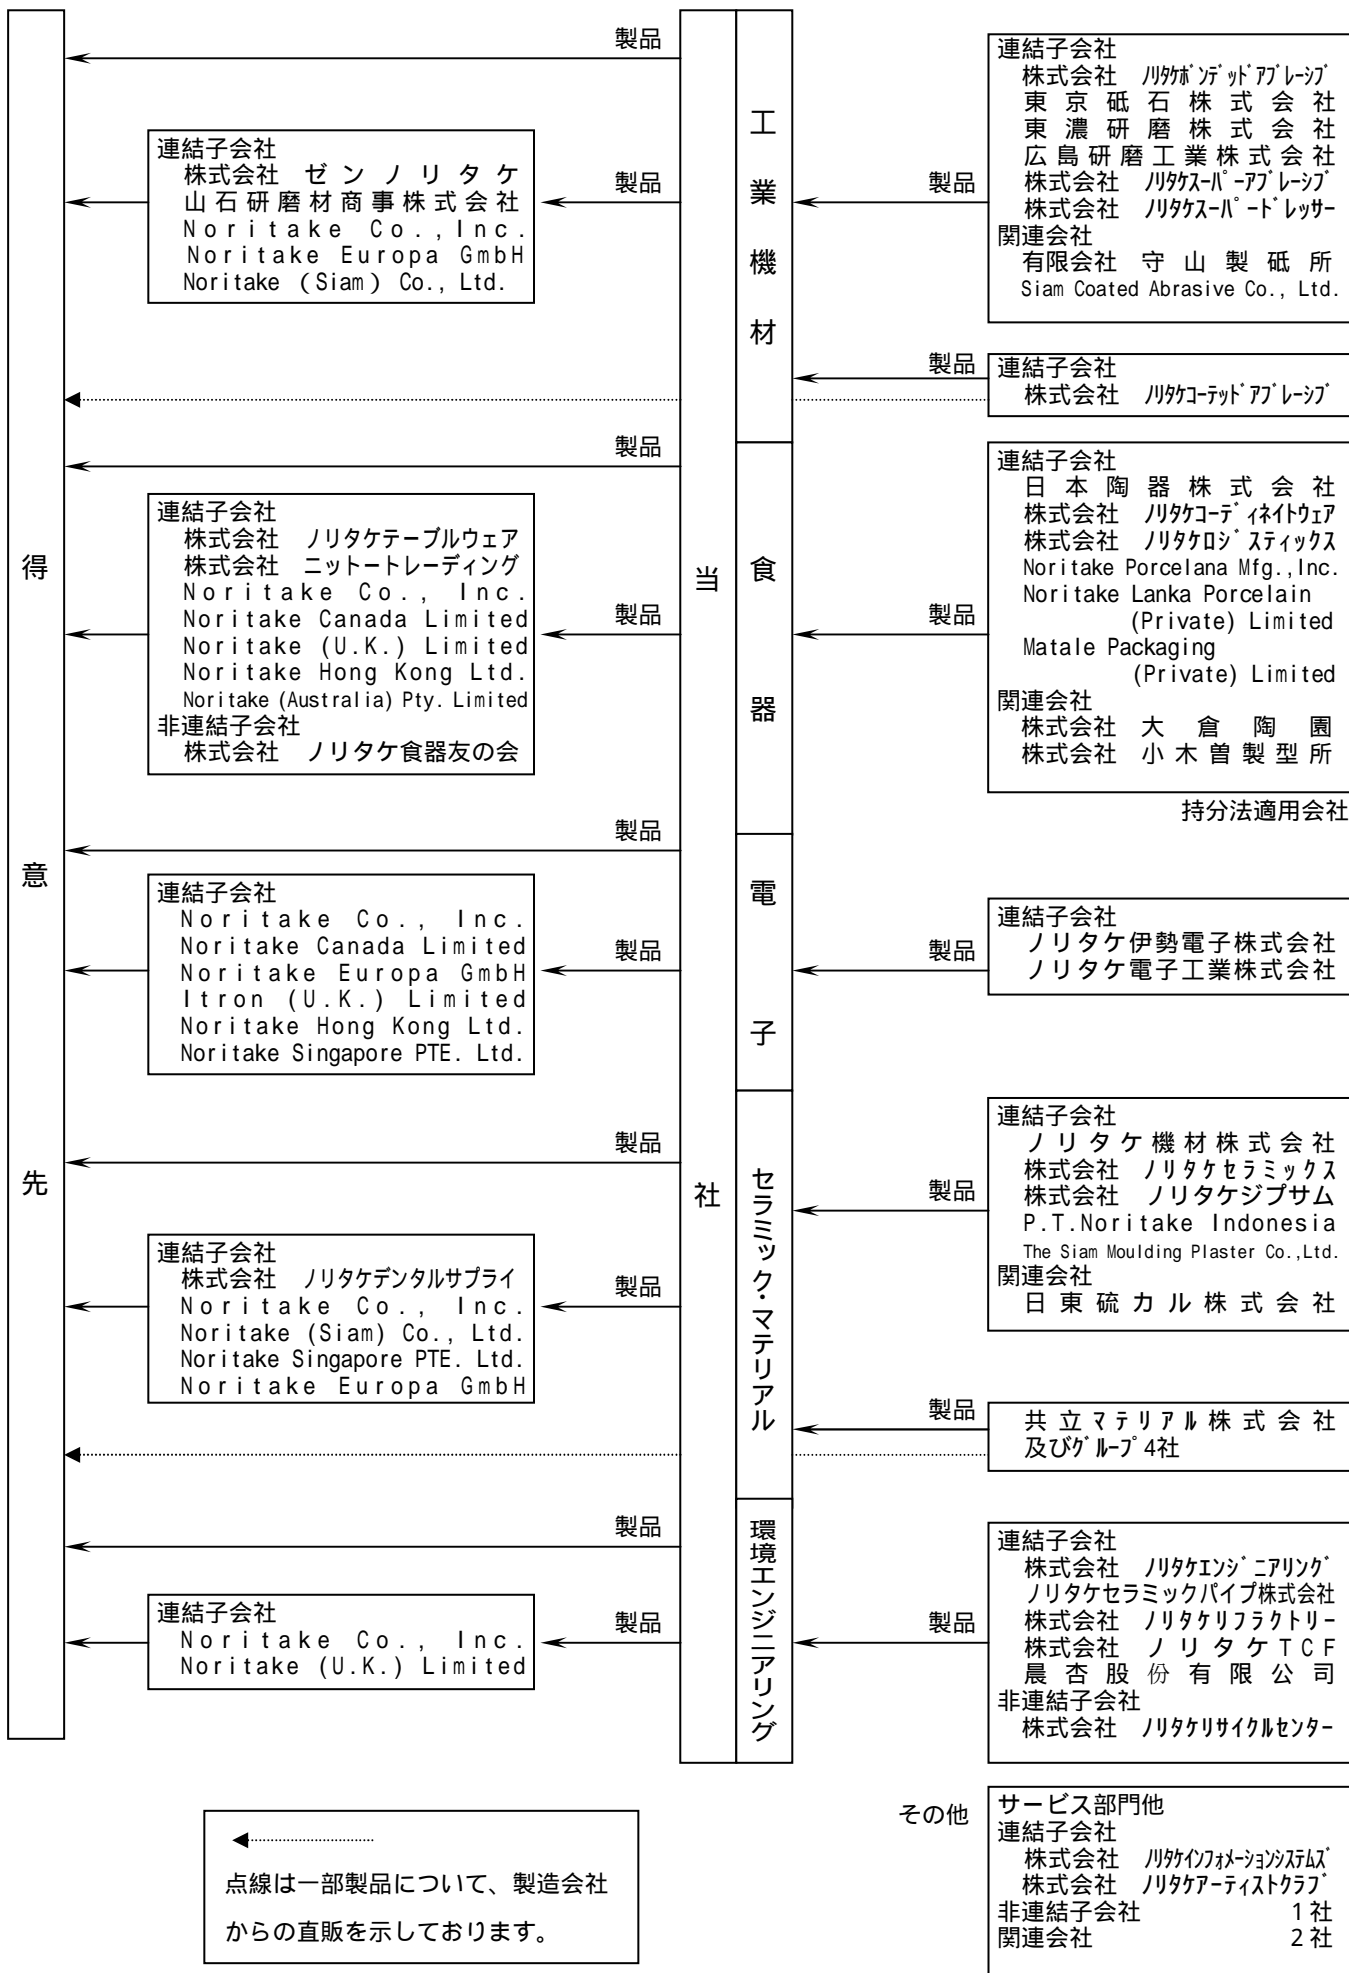 製品
連結子会社
株式会社 ゼンノリタケ
山石研磨材商事株式会社
Noritake Co.,Inc.
Noritake Europa GmbH
Noritake (Siam) Co., Ltd.
製品
工業機材
製品
連結子会社
株式会社 ノリタケボンデッドアブレーシブ
東京砥石株式会社
東濃研磨株式会社
広島研磨工業株式会社
株式会社 ノリタケスーパーアブレーシブ
株式会社 ノリタケスーパードレッサー
関連会社
有限会社 守山製砥所
Siam Coated Abrasive Co., Ltd.
製品
連結子会社
株式会社 ノリタケコーテッドアブレーシブ
得意先
当社
製品
連結子会社
株式会社 ノリタケテーブルウェア
株式会社 ニットートレーディング
Noritake Co., Inc.
Noritake Canada Limited
Noritake (U.K.) Limited
Noritake Hong Kong Ltd.
Noritake (Australia) Pty. Limited
非連結子会社
株式会社 ノリタケ食器友の会
製品
食器
製品
連結子会社
日本陶器株式会社
株式会社 ノリタケコーディネイトウェア
株式会社 ノリタケロジスティックス
Noritake Porcelana Mfg.,Inc.
Noritake Lanka Porcelain
(Private) Limited
Matale Packaging
(Private) Limited
関連会社
株式会社 大倉陶園
株式会社 小木曽製型所
持分法適用会社
製品
連結子会社
Noritake Co., Inc.
Noritake Canada Limited
Noritake Europa GmbH
Itron (U.K.) Limited
Noritake Hong Kong Ltd.
Noritake Singapore PTE. Ltd.
製品
電子
製品
連結子会社
ノリタケ伊勢電子株式会社
ノリタケ電子工業株式会社
製品
連結子会社
株式会社 ノリタケデンタルサプライ
Noritake Co., Inc.
Noritake (Siam) Co., Ltd.
Noritake Singapore PTE. Ltd.
Noritake Europa GmbH
製品
セラミック・マテリアル
製品
連結子会社
ノリタケ機材株式会社
株式会社 ノリタケセラミックス
株式会社 ノリタケジプサム
P.T.Noritake Indonesia
The Siam Moulding Plaster Co.,Ltd.
関連会社
日東硫カル株式会社
製品
共立マテリアル株式会社
及びグループ4社
製品
連結子会社
Noritake Co., Inc.
Noritake (U.K.) Limited
製品
環境エンジニアリング
製品
連結子会社
株式会社 ノリタケエンジニアリング
ノリタケセラミックパイプ株式会社
株式会社 ノリタケリフラクトリー
株式会社 ノリタケTCF
晨杏股份有限公司
非連結子会社
株式会社 ノリタケリサイクルセンター
その他
サービス部門他
連結子会社
株式会社 ノリタケインフォメーションシステムズ
株式会社 ノリタケアーティストクラブ
非連結子会社 1社
関連会社 2社
点線は一部製品について、製造会社
からの直販を示しております。